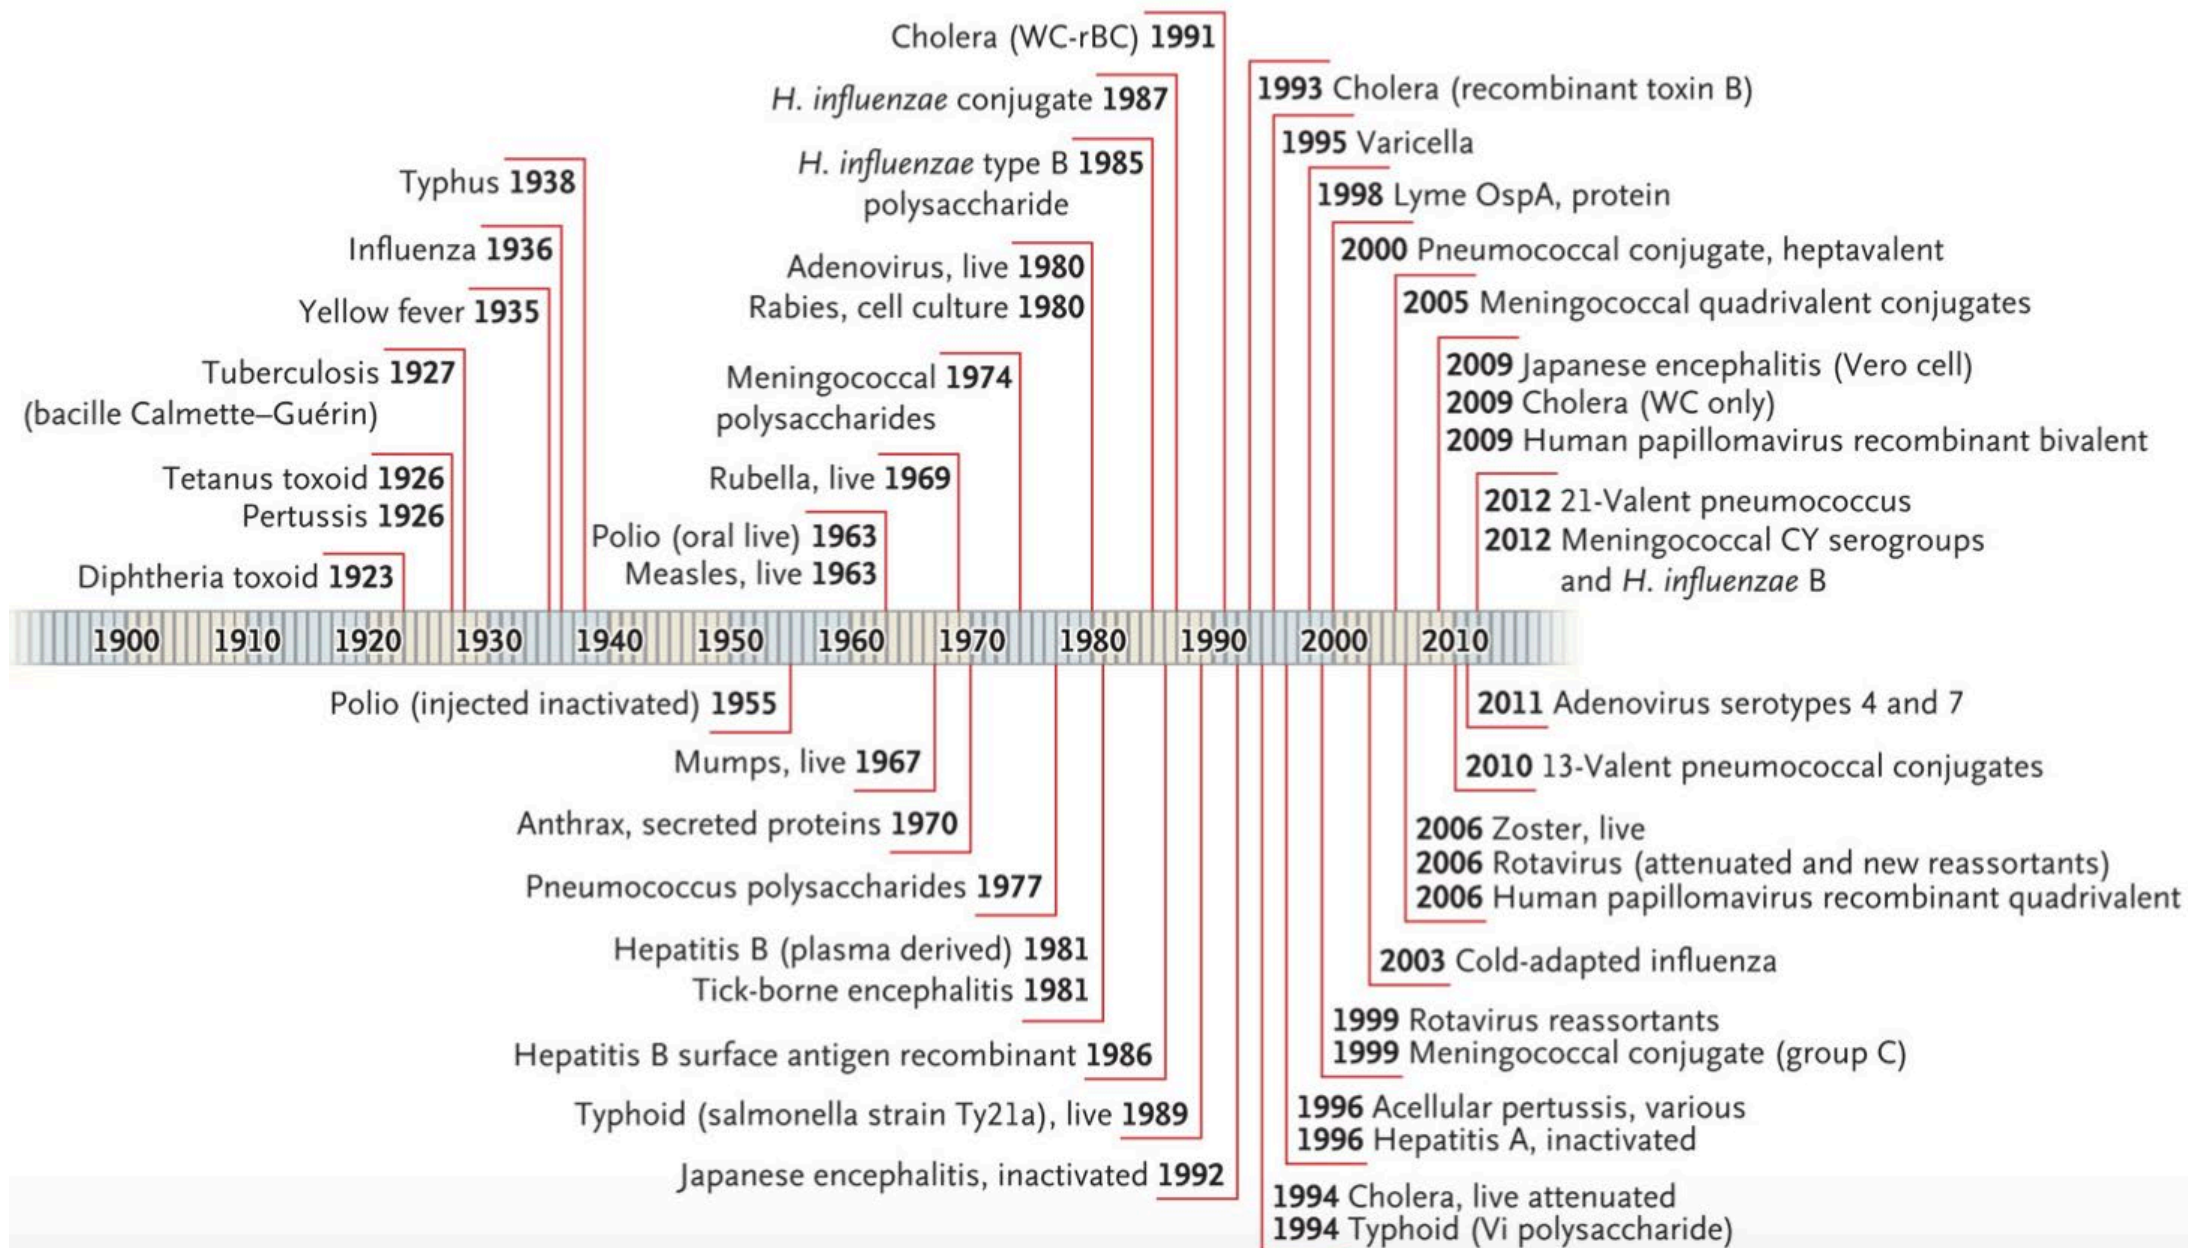 Cholera (WC-rBC) 1991
H. influenzae conjugate 1987
H. influenzae type B 1985
polysaccharide
Typhus 1938
Influenza 1936
Yellow fever 1935
Tuberculosis 1927
(bacille Calmette–Guérin)
Tetanus toxoid 1926
Pertussis 1926
Diphtheria toxoid 1923
Adenovirus, live 1980
Rabies, cell culture 1980
Meningococcal 1974
polysaccharides
Rubella, live 1969
Polio (oral live) 1963
Measles, live 1963
1993 Cholera (recombinant toxin B)
1995 Varicella
1998 Lyme OspA, protein
2000 Pneumococcal conjugate, heptavalent
2005 Meningococcal quadrivalent conjugates
2009 Japanese encephalitis (Vero cell)
2009 Cholera (WC only)
2009 Human papillomavirus recombinant bivalent
2012 21-Valent pneumococcus
2012 Meningococcal CY serogroups
and H. influenzae B
1900 1910 1920 1930 1940 1950 1960 1970 1980 1990 2000 2010
Polio (injected inactivated) 1955
Mumps, live 1967
Anthrax, secreted proteins 1970
Pneumococcus polysaccharides 1977
Hepatitis B (plasma derived) 1981
Tick-borne encephalitis 1981
Hepatitis B surface antigen recombinant 1986
Typhoid (salmonella strain Ty21a), live 1989
Japanese encephalitis, inactivated 1992
2011 Adenovirus serotypes 4 and 7
2010 13-Valent pneumococcal conjugates
2006 Zoster, live
2006 Rotavirus (attenuated and new reassortants)
2006 Human papillomavirus recombinant quadrivalent
2003 Cold-adapted influenza
1999 Rotavirus reassortants
1999 Meningococcal conjugate (group C)
1996 Acellular pertussis, various
1996 Hepatitis A, inactivated
1994 Cholera, live attenuated
1994 Typhoid (Vi polysaccharide)